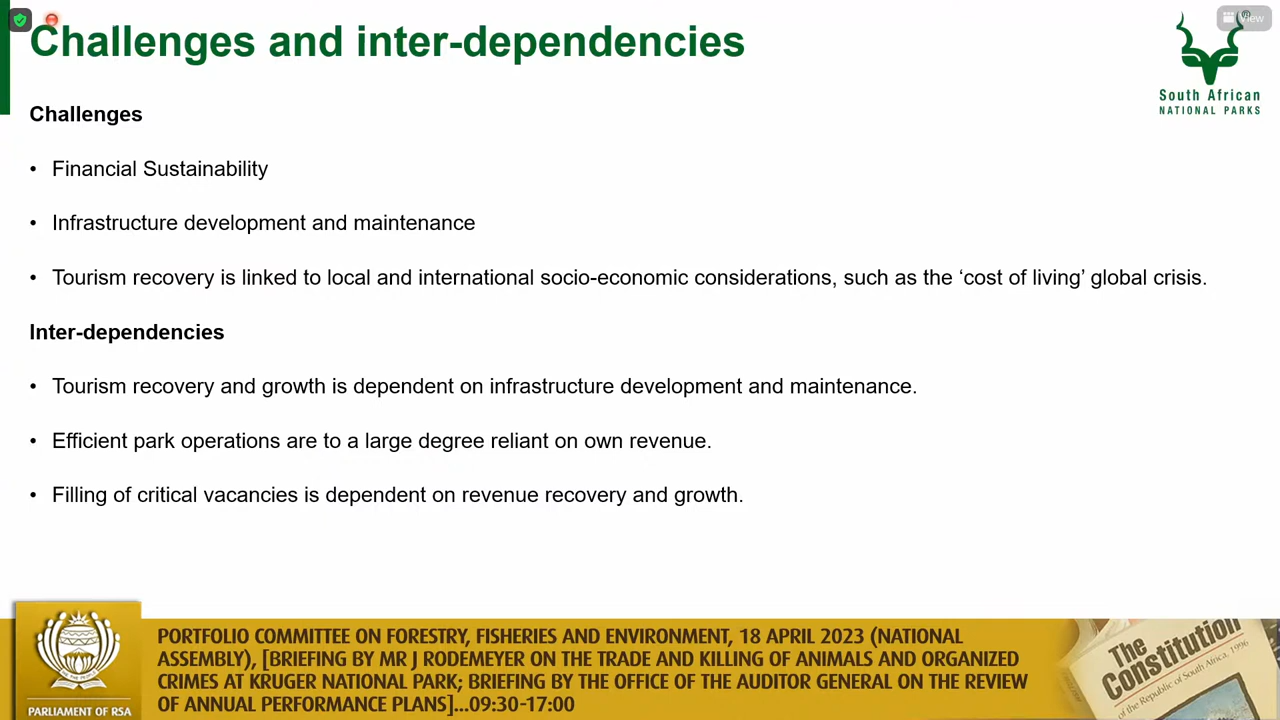 View
Challenges and inter-dependencies
South African
NATIONAL PARKS
Challenges
• Financial Sustainability
• Infrastructure development and maintenance
• Tourism recovery is linked to local and international socio-economic considerations, such as the ‘cost of living’ global crisis.
Inter-dependencies
• Tourism recovery and growth is dependent on infrastructure development and maintenance.
• Efficient park operations are to a large degree reliant on own revenue.
• Filling of critical vacancies is dependent on revenue recovery and growth.
PARLIAMENT OF RSA
PORTFOLIO COMMITTEE ON FORESTRY, FISHERIES AND ENVIRONMENT, 18 APRIL 2023 (NATIONAL
ASSEMBLY), [BRIEFING BY MR J RODEMEYER ON THE TRADE AND KILLING OF ANIMALS AND ORGANIZED
CRIMES AT KRUGER NATIONAL PARK; BRIEFING BY THE OFFICE OF THE AUDITOR GENERAL ON THE REVIEW
OF ANNUAL PERFORMANCE PLANS]...09:30-17:00
The
Constitution
of the Republic of South Africa, 1996